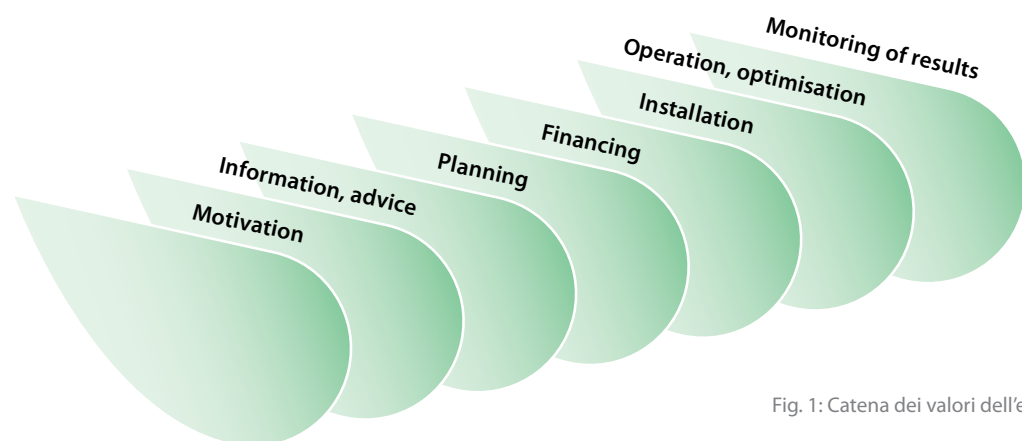 Motivation
Information, advice
Planning
Financing
Installation
Operation, optimisation
Monitoring of results
Fig. 1: Catena dei valori dell'e